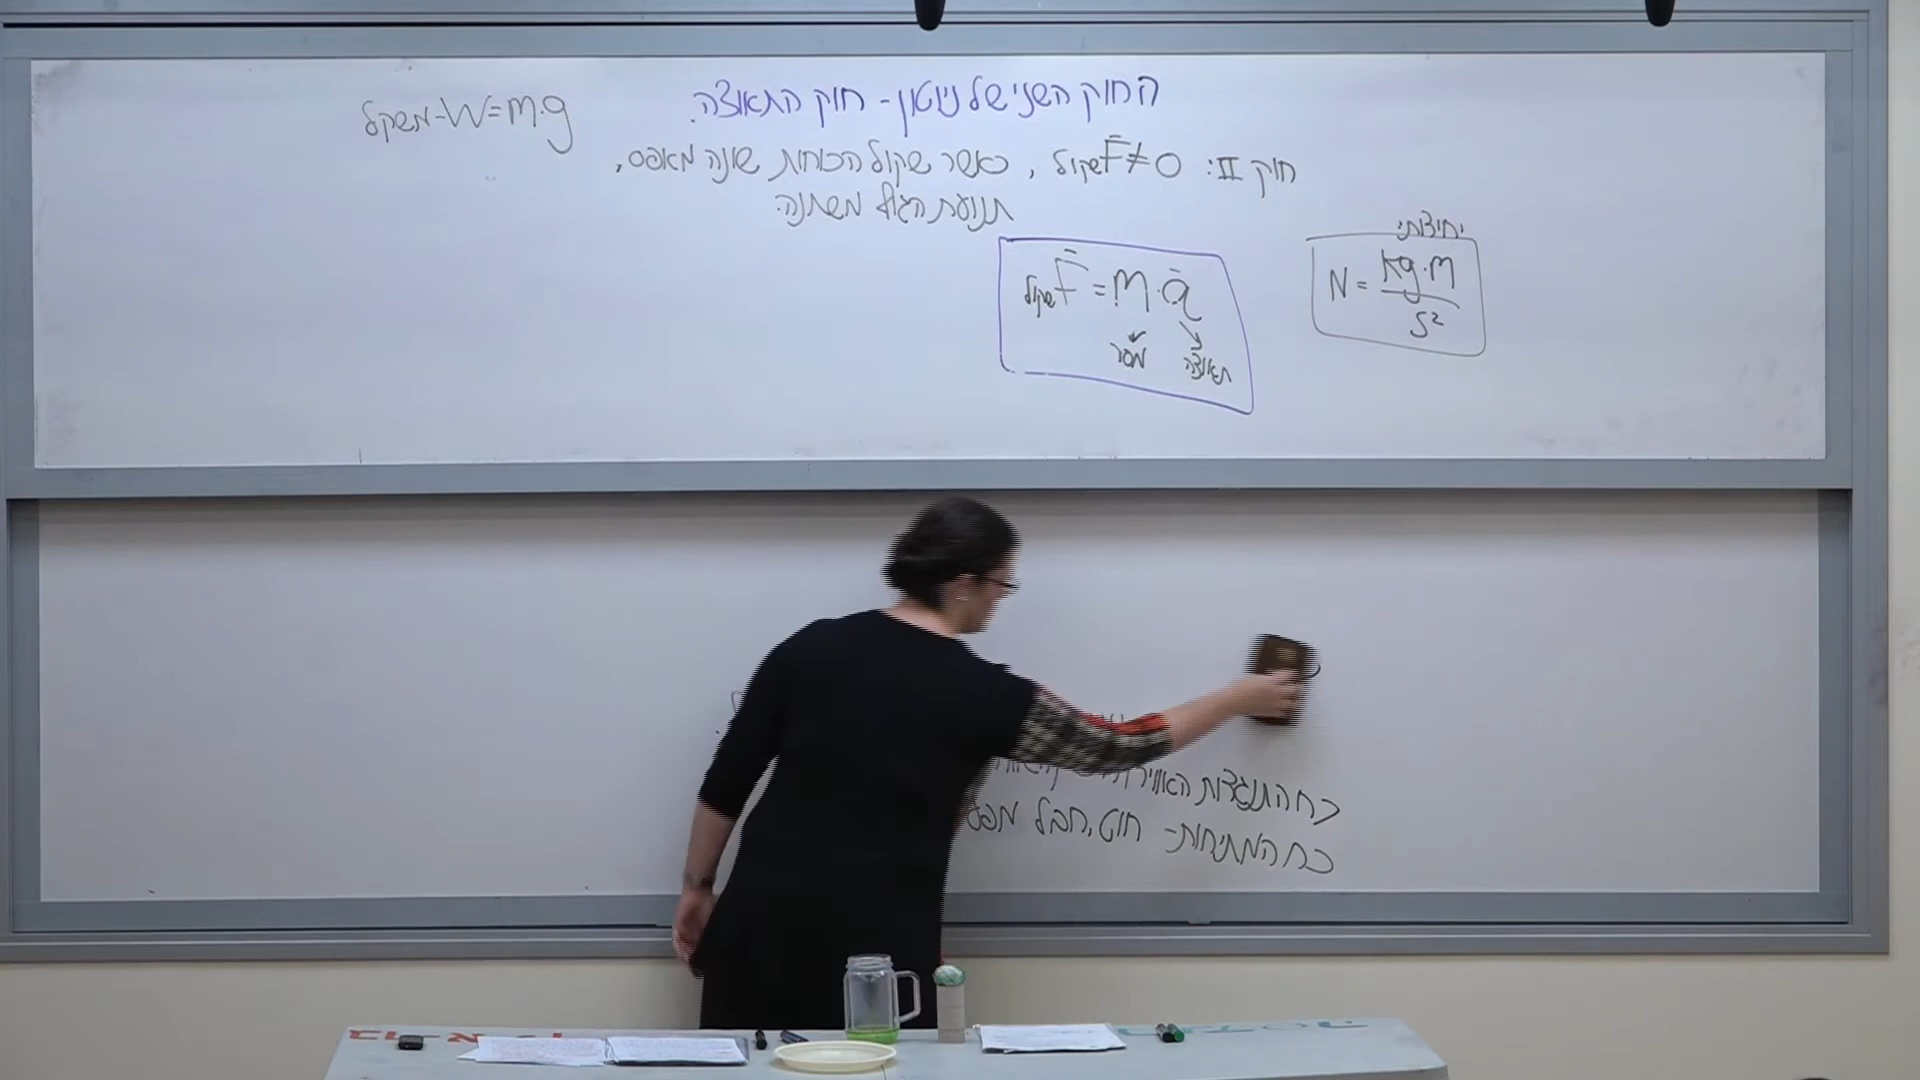 החוק השני של ניוטון - חוק התאוצה.
משקל - W=m·g
חוק II: F̄שקול ≠ 0 , כאשר שקול הכוחות שונה מאפס,
תנועת הגוף משתנה.
F̄שקול = m·ā
מסה תאוצה
יחידות
N = kg·m / s²
כח התנגדות האוויר
כח המתיחות - חוט, חבל